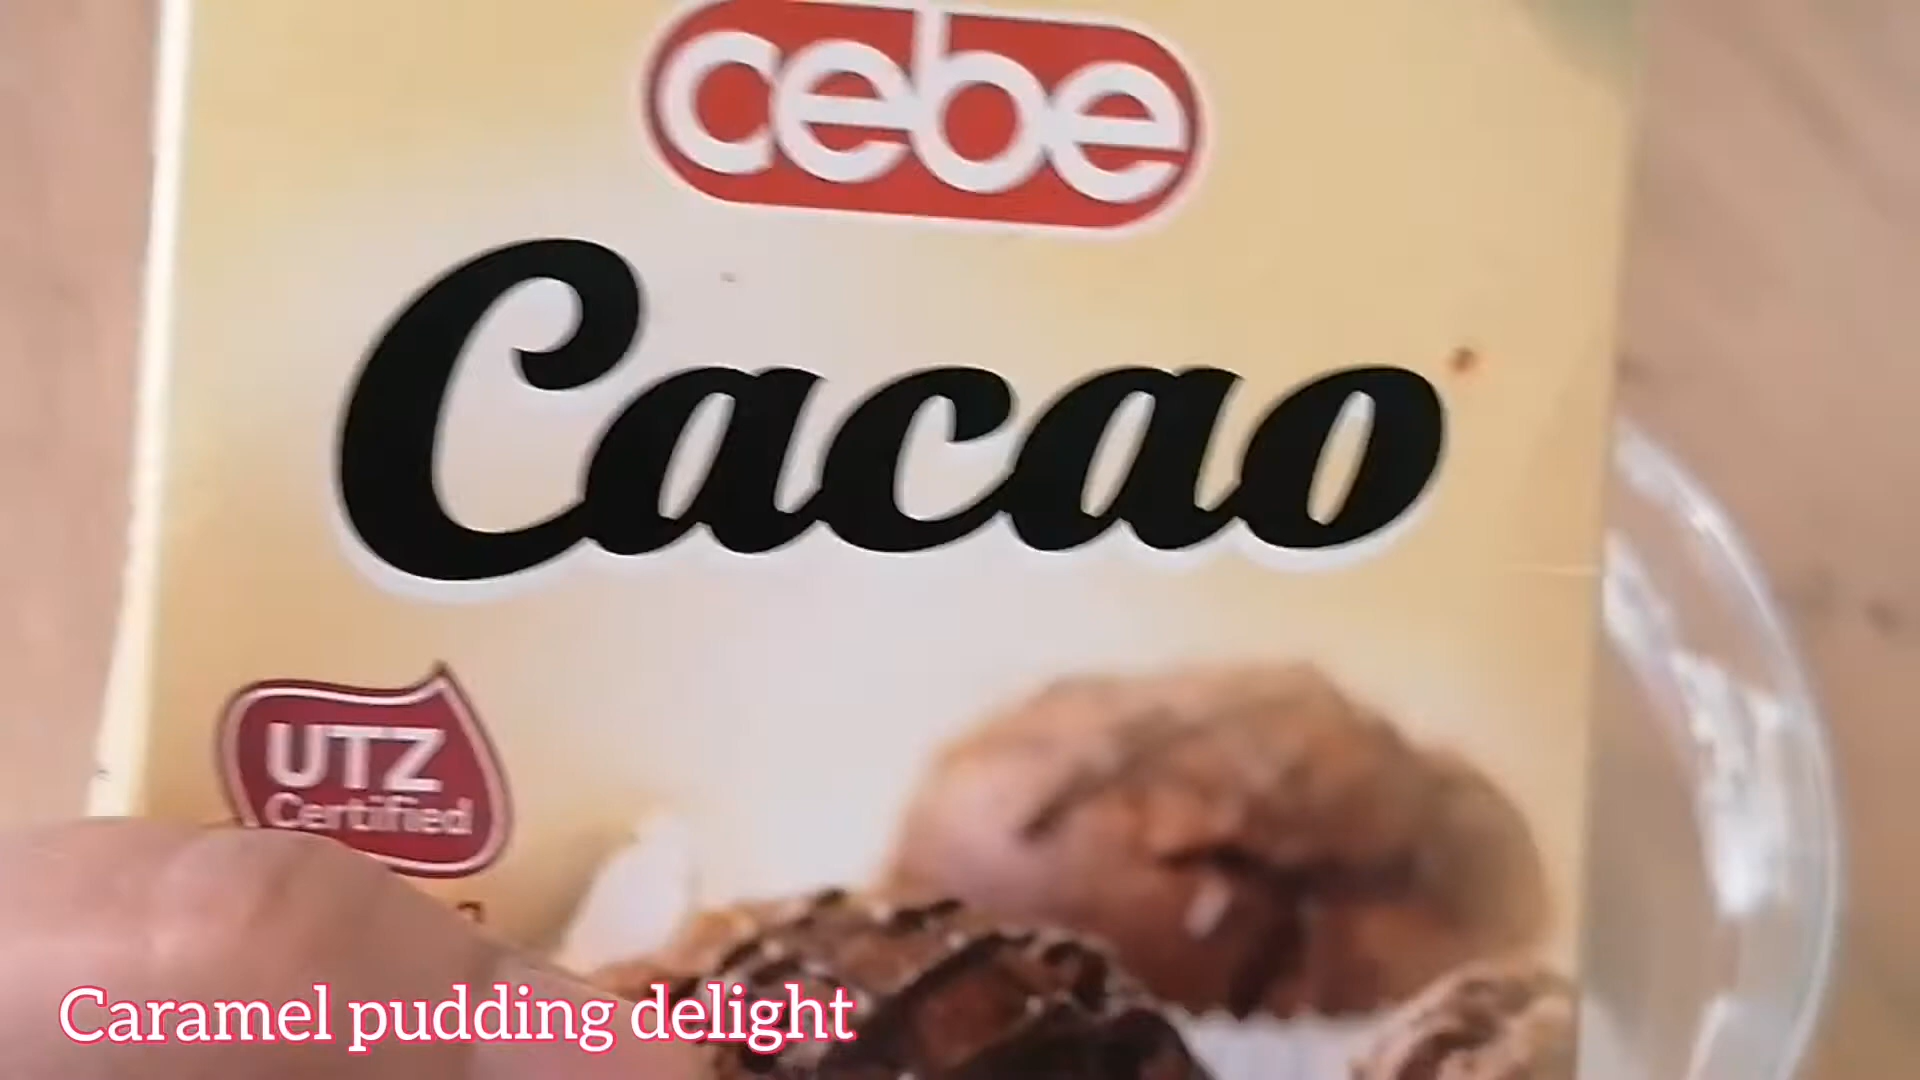 cebe
Cacao
UTZ
Certified
Caramel pudding delight